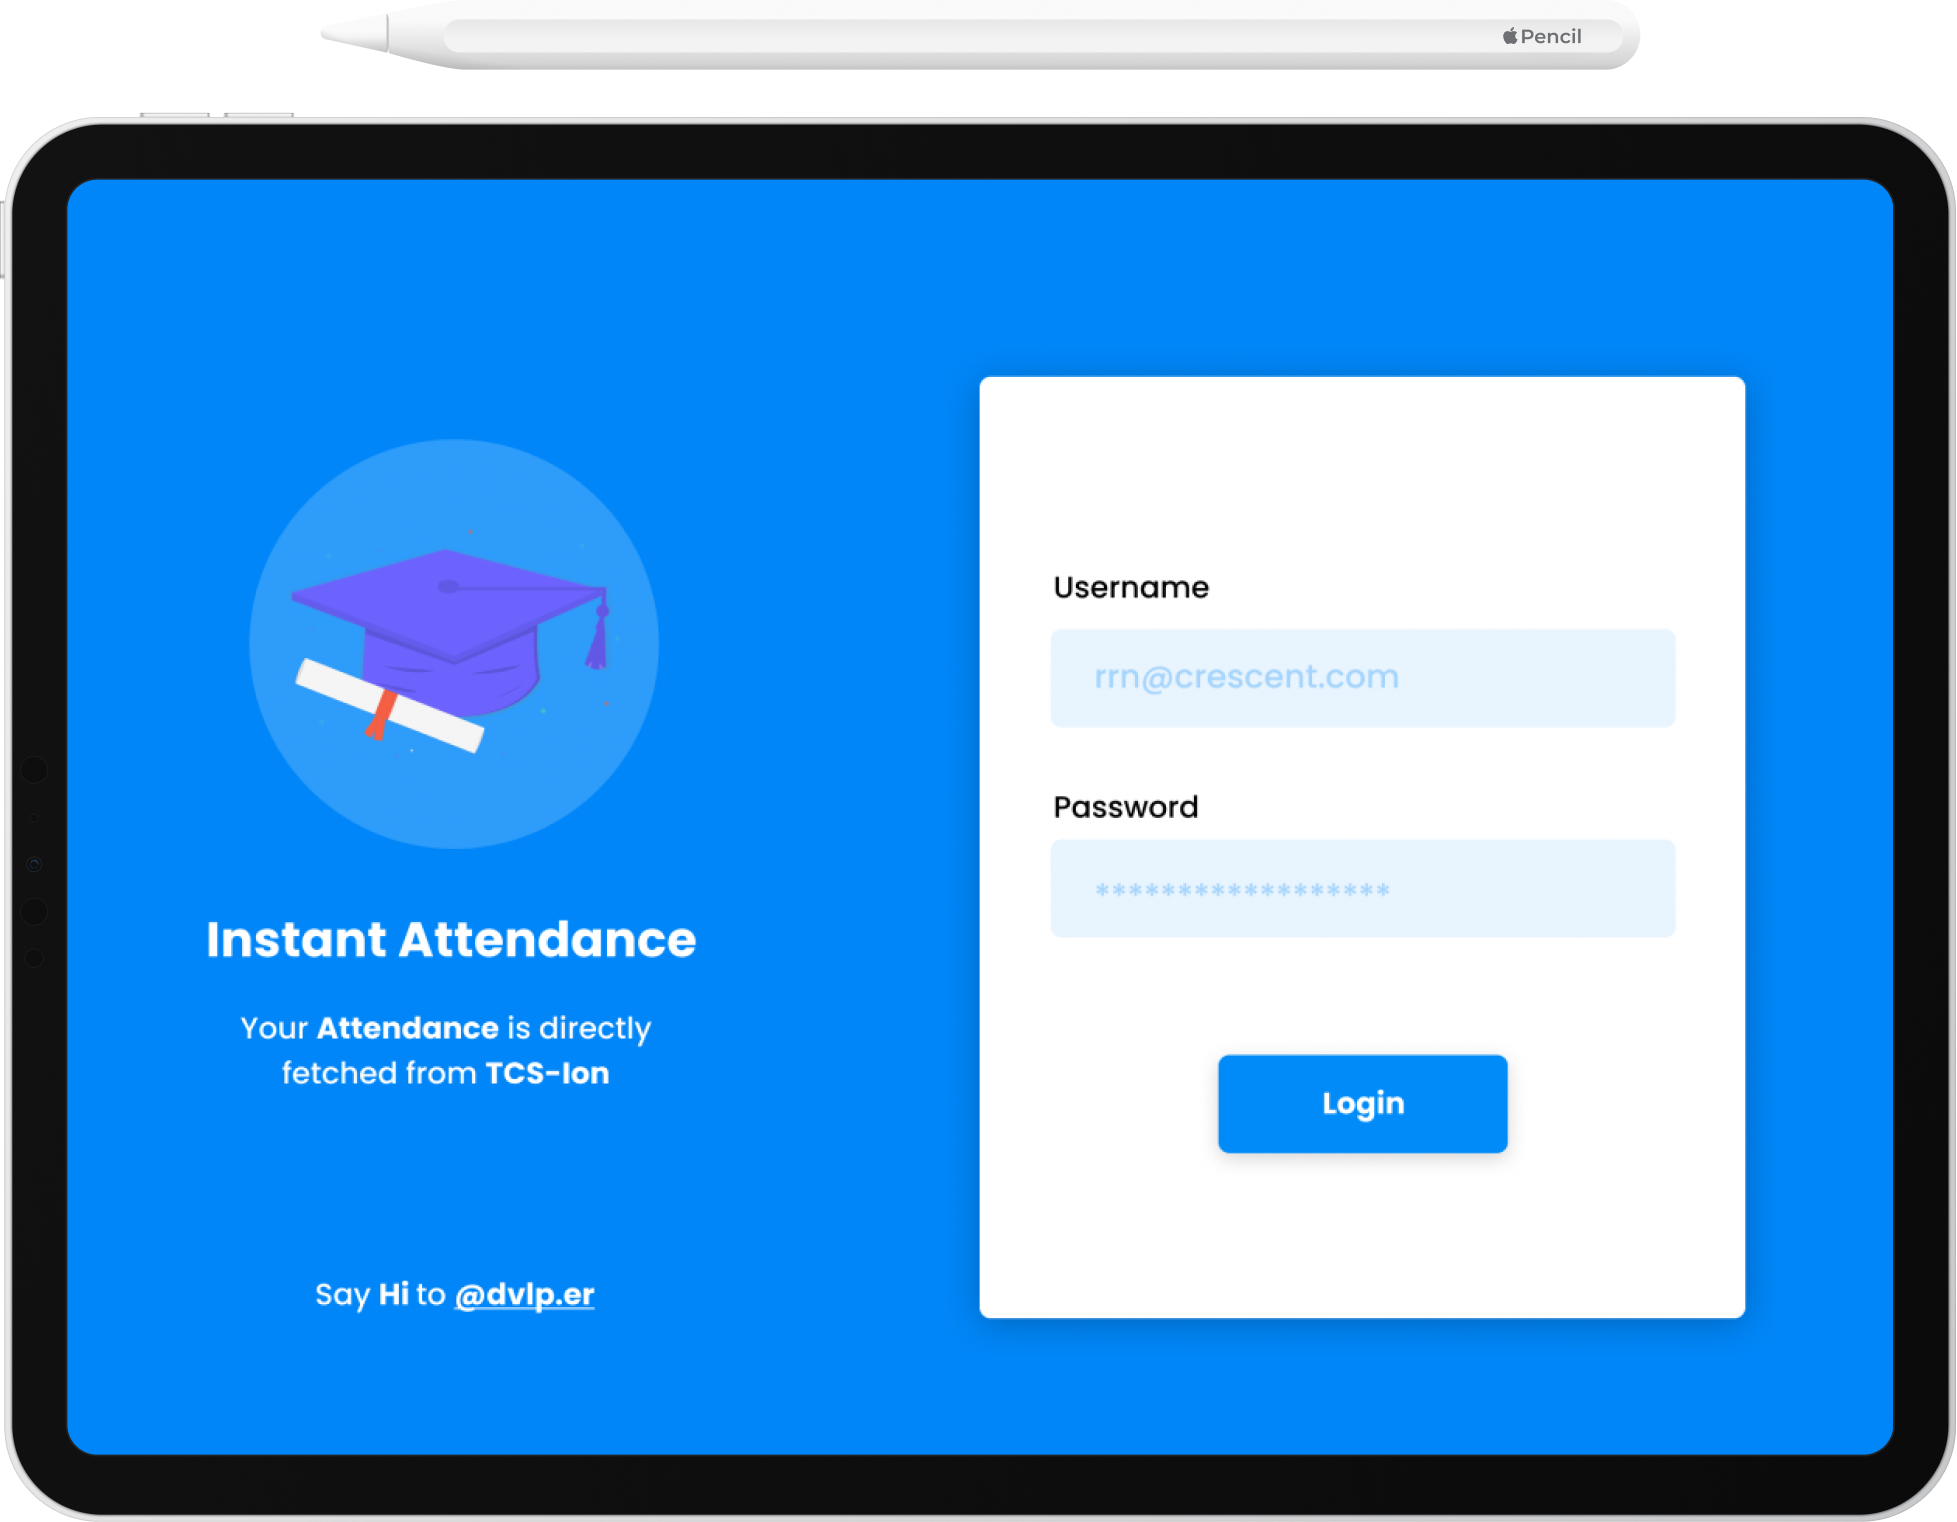 Pencil
Instant Attendance
Your Attendance is directly
fetched from TCS-Ion
Say Hi to @dvlp.er
Username
rrn@crescent.com
Password
******************
Login